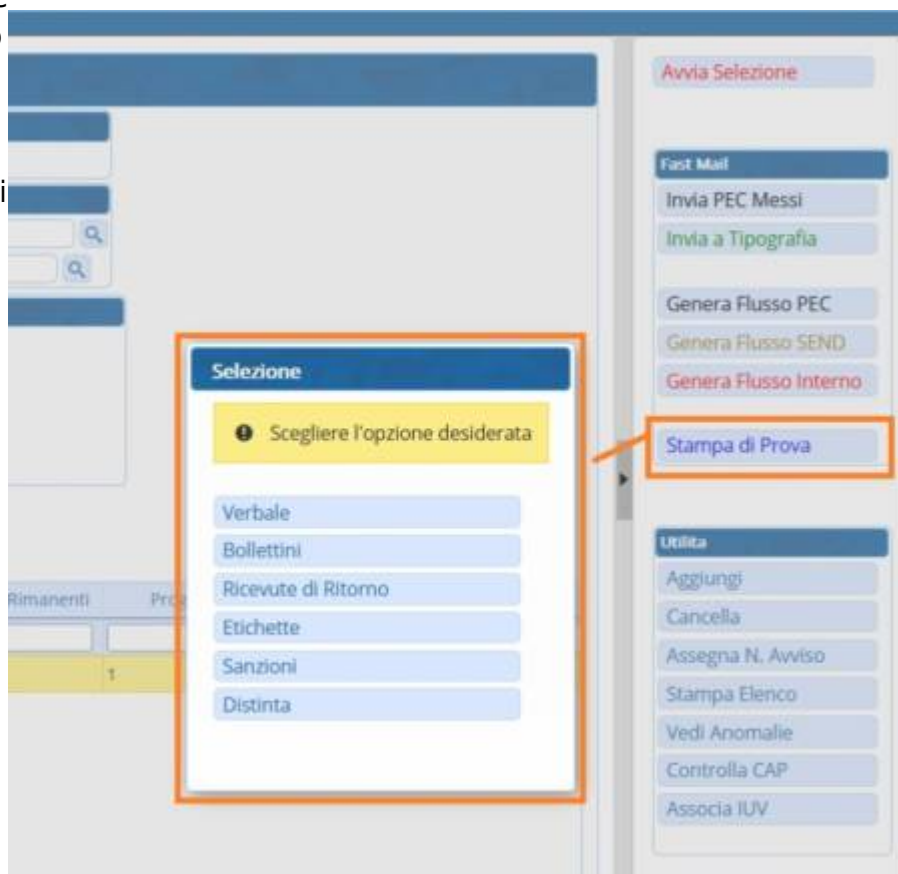 Avvia Selezione
Fast Mail
Invia PEC Messi
Invia a Tipografia
Genera Flusso PEC
Genera Flusso SEND
Genera Flusso Interno
Stampa di Prova
Selezione
Scegliere l'opzione desiderata
Verbale
Bollettini
Ricevute di Ritorno
Etichette
Sanzioni
Distinta
Rimanenti
1
Utilita
Aggiungi
Cancella
Assegna N. Avviso
Stampa Elenco
Vedi Anomalie
Controlla CAP
Associa IUV